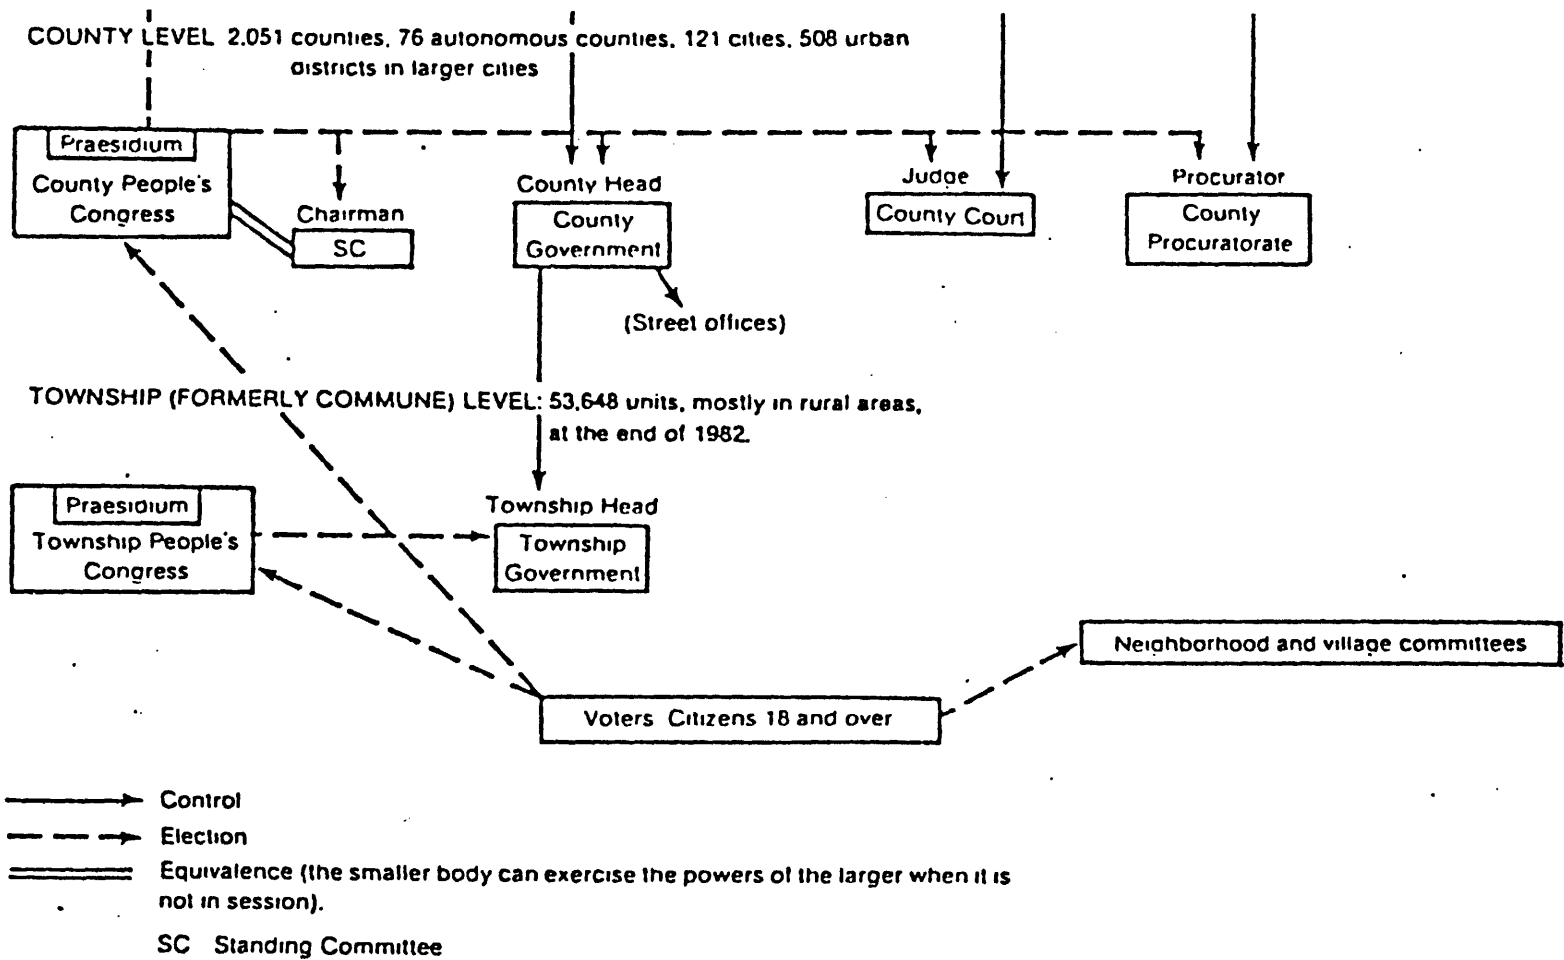 COUNTY LEVEL 2,051 counties, 76 autonomous counties, 121 cities, 508 urban
districts in larger cities
Praesidium
County People's
Congress
Chairman
SC
County Head
County
Government
(Street offices)
Judge
County Court
Procurator
County
Procuratorate
TOWNSHIP (FORMERLY COMMUNE) LEVEL: 53,648 units, mostly in rural areas,
at the end of 1982.
Praesidium
Township People's
Congress
Township Head
Township
Government
Neighborhood and village committees
Voters Citizens 18 and over
Control
Election
Equivalence (the smaller body can exercise the powers of the larger when it is
not in session).
SC Standing Committee